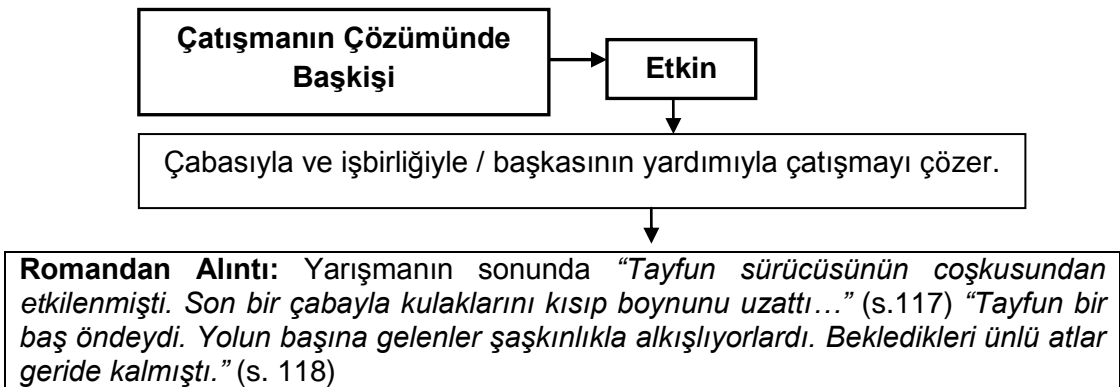 Çatışmanın Çözümünde
Başkişi
Etkin
Çabasıyla ve işbirliğiyle / başkasının yardımıyla çatışmayı çözer.
Romandan Alıntı: Yarışmanın sonunda “Tayfun sürücüsünün coşkusundan
etkilenmişti. Son bir çabayla kulaklarını kısıp boynunu uzattı…” (s.117) “Tayfun bir
baş öndeydi. Yolun başına gelenler şaşkınlıkla alkışlıyorlardı. Bekledikleri ünlü atlar
geride kalmıştı.” (s. 118)